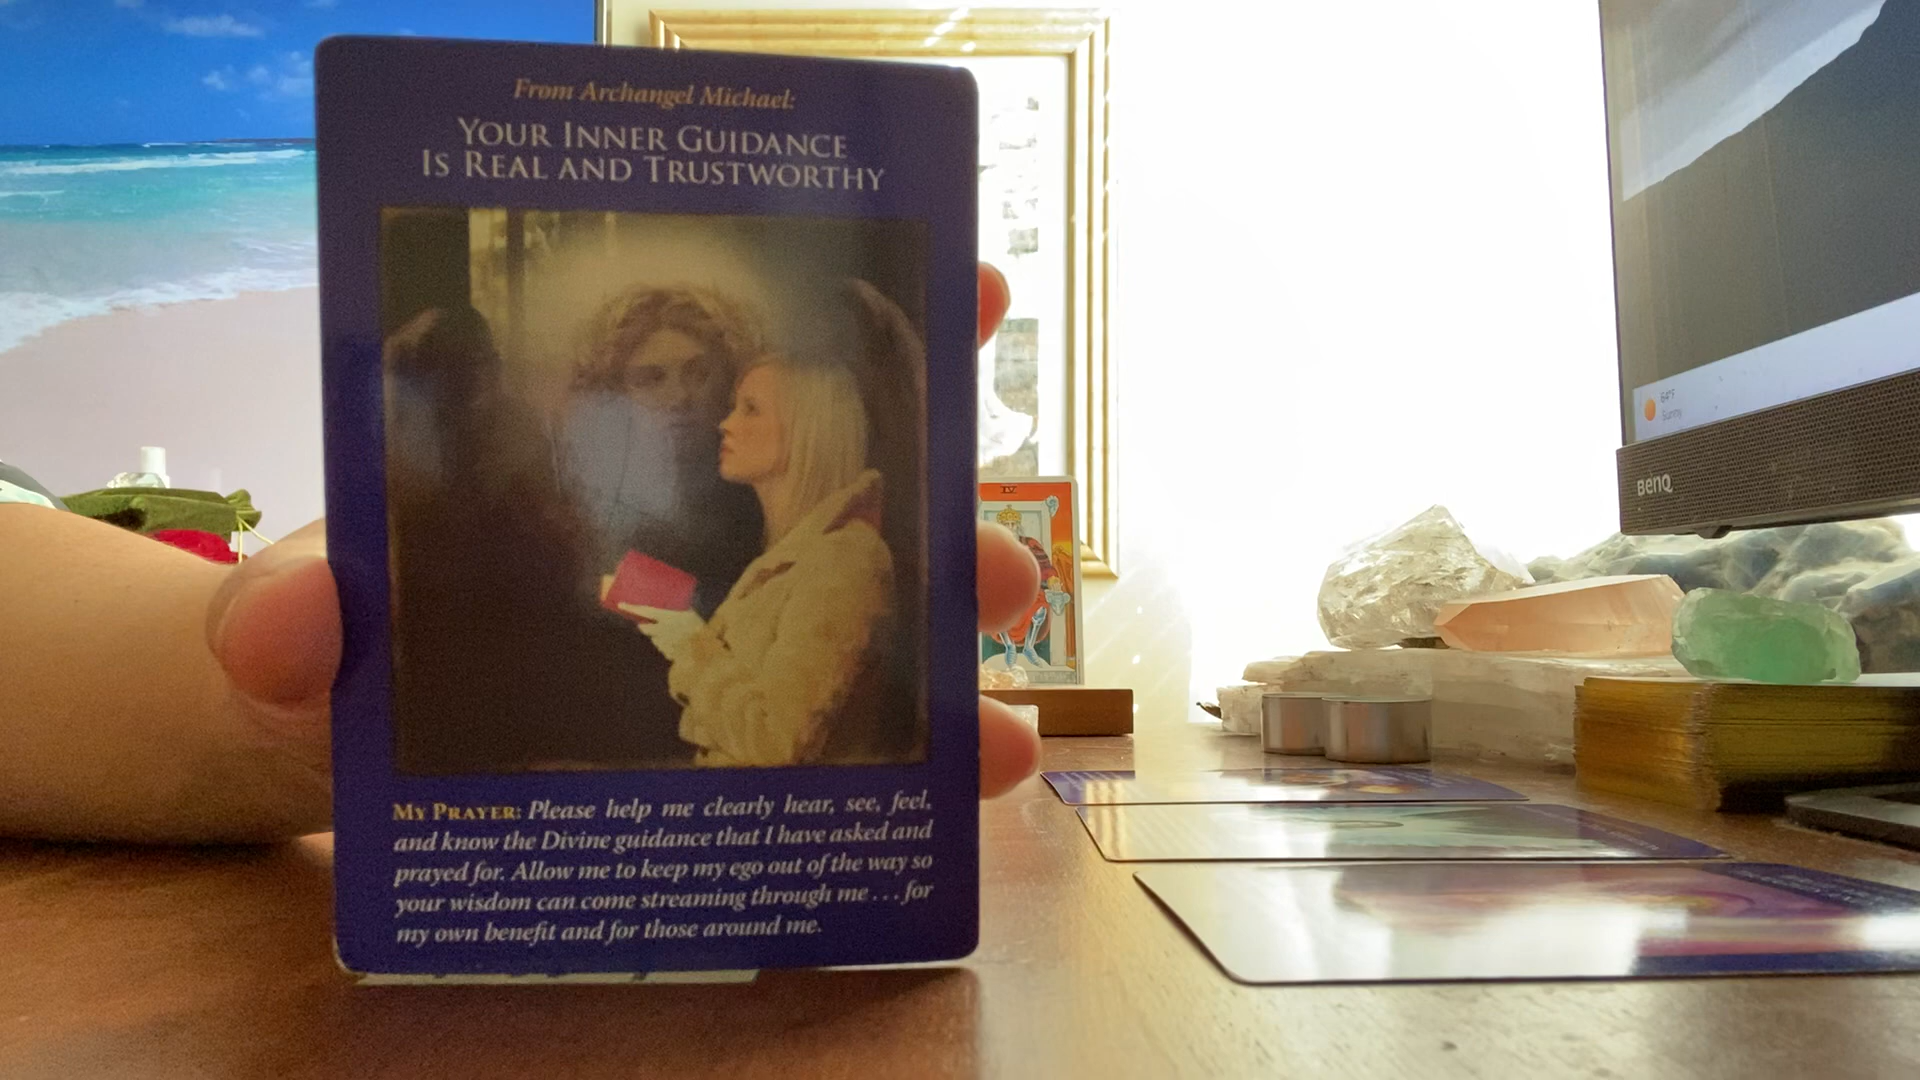 From Archangel Michael:
YOUR INNER GUIDANCE
IS REAL AND TRUSTWORTHY
MY PRAYER: Please help me clearly hear, see, feel,
and know the Divine guidance that I have asked and
prayed for. Allow me to keep my ego out of the way so
your wisdom can come streaming through me . . . for
my own benefit and for those around me.
IV
64°F
Sunny
BenQ